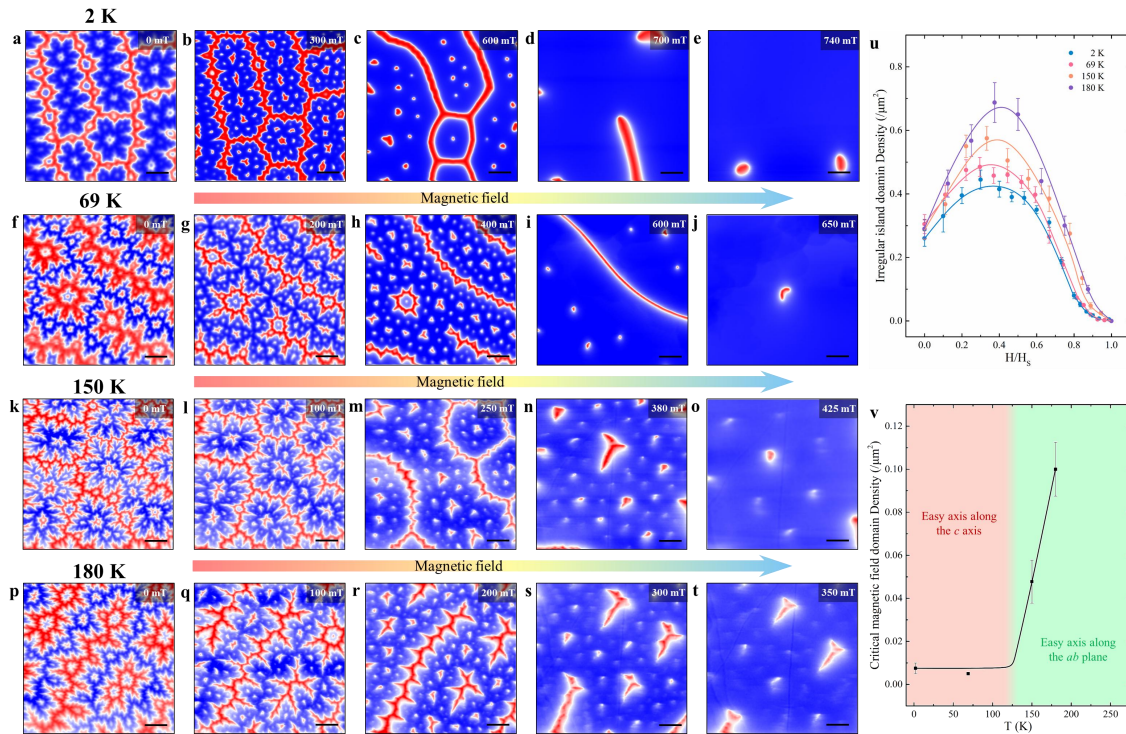 2 K
a 0 mT b 300 mT c 600 mT d 700 mT e 740 mT
69 K
Magnetic field
f 0 mT g 200 mT h 400 mT i 600 mT j 650 mT
150 K
Magnetic field
k 0 mT l 100 mT m 250 mT n 380 mT o 425 mT
180 K
Magnetic field
p 0 mT q 100 mT r 200 mT s 300 mT t 350 mT
u
2 K
69 K
150 K
180 K
Irregular island doamin Density (/μm²)
0.8
0.6
0.4
0.2
0.0
0.0 0.2 0.4 0.6 0.8 1.0
H/Hs
v
Critical magnetic field domain Density (/μm²)
0.12
0.10
0.08
0.06
0.04
0.02
0.00
Easy axis along
the c axis
Easy axis along
the ab plane
0 50 100 150 200 250
T (K)